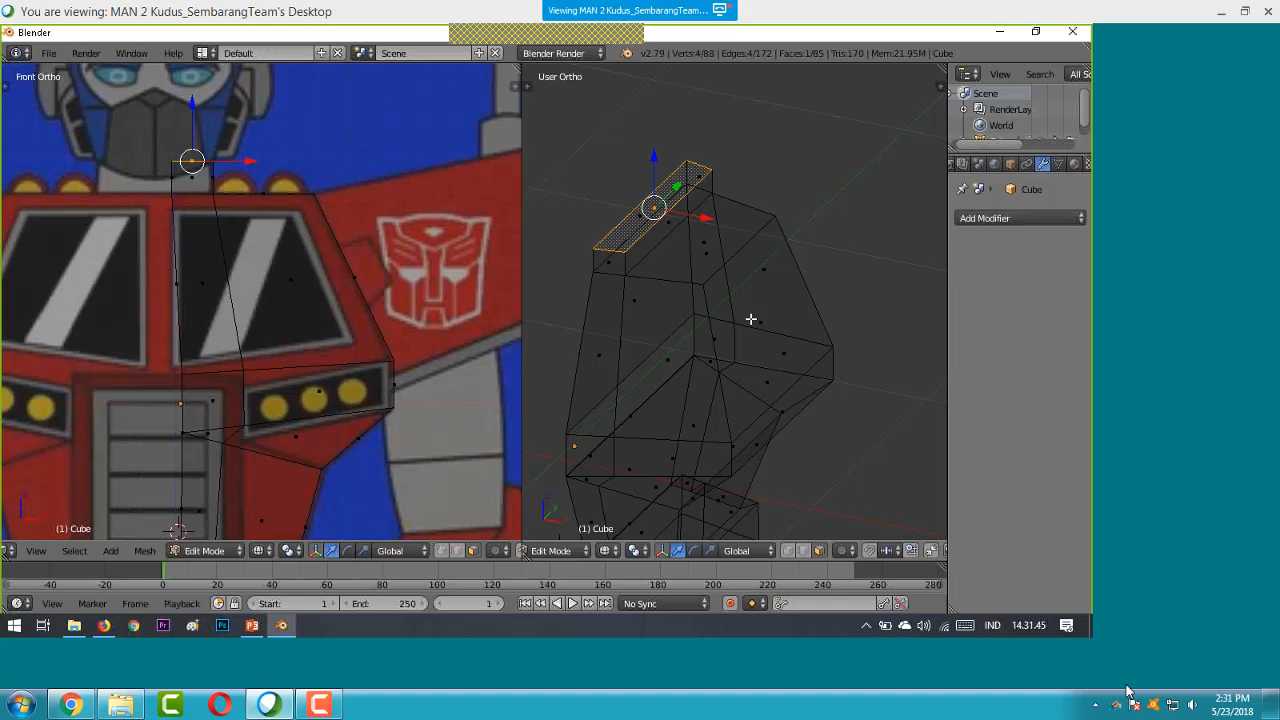 You are viewing MAN 2 Kudus_SembarangTeam's Desktop
Viewing MAN 2 Kudus_SembarangTeam...
Blender
File Render Window Help Default Scene Blender Render v2.79 | Verts:4/88 | Edges:4/172 | Faces:1/85 | Tris:170 | Mem:21.95M | Cube
Front Ortho
User Ortho
View Search All Sc
Scene
RenderLay
World
Cube
Add Modifier
(1) Cube
(1) Cube
View Select Add Mesh Edit Mode Global
Edit Mode Global
-40 -20 0 20 40 60 80 100 120 140 160 180 200 220 240 260 280
View Marker Frame Playback Start: 1 End: 250 1 No Sync
IND 14.31.45
2:31 PM
5/23/2018